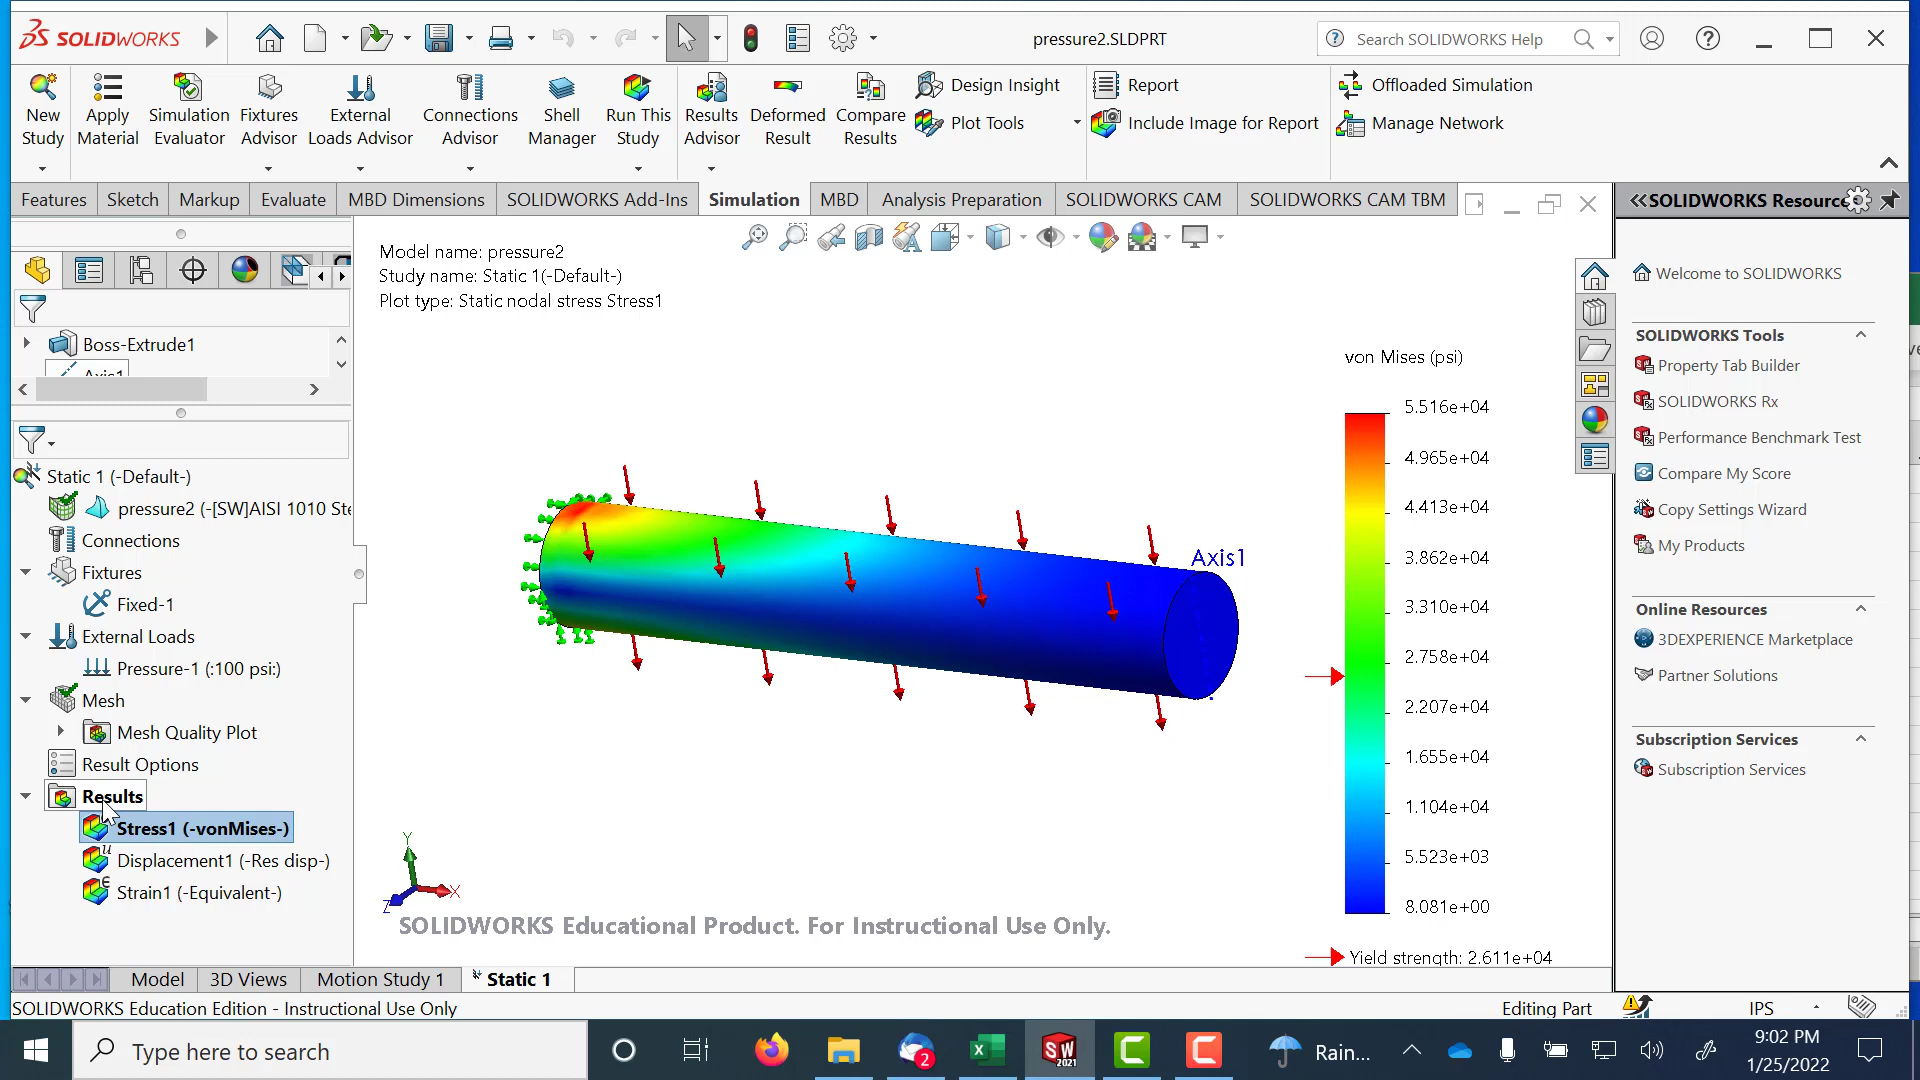 SOLIDWORKS
pressure2.SLDPRT
Search SOLIDWORKS Help
New Study
Apply Material
Simulation Evaluator
Fixtures Advisor
External Loads Advisor
Connections Advisor
Shell Manager
Run This Study
Results Advisor
Deformed Result
Compare Results
Design Insight
Plot Tools
Report
Include Image for Report
Offloaded Simulation
Manage Network
Features
Sketch
Markup
Evaluate
MBD Dimensions
SOLIDWORKS Add-Ins
Simulation
MBD
Analysis Preparation
SOLIDWORKS CAM
SOLIDWORKS CAM TBM
SOLIDWORKS Resource
Boss-Extrude1
Axis1
Static 1 (-Default-)
pressure2 (-[SW]AISI 1010 Ste
Connections
Fixtures
Fixed-1
External Loads
Pressure-1 (:100 psi:)
Mesh
Mesh Quality Plot
Result Options
Results
Stress1 (-vonMises-)
Displacement1 (-Res disp-)
Strain1 (-Equivalent-)
Model name: pressure2
Study name: Static 1(-Default-)
Plot type: Static nodal stress Stress1
Axis1
von Mises (psi)
5.516e+04
4.965e+04
4.413e+04
3.862e+04
3.310e+04
2.758e+04
2.207e+04
1.655e+04
1.104e+04
5.523e+03
8.081e+00
Yield strength: 2.611e+04
Y
X
Z
SOLIDWORKS Educational Product. For Instructional Use Only.
Welcome to SOLIDWORKS
SOLIDWORKS Tools
Property Tab Builder
SOLIDWORKS Rx
Performance Benchmark Test
Compare My Score
Copy Settings Wizard
My Products
Online Resources
3DEXPERIENCE Marketplace
Partner Solutions
Subscription Services
Subscription Services
Model
3D Views
Motion Study 1
Static 1
SOLIDWORKS Education Edition - Instructional Use Only
Editing Part
IPS
Type here to search
2
SW
2021
Rain...
9:02 PM
1/25/2022